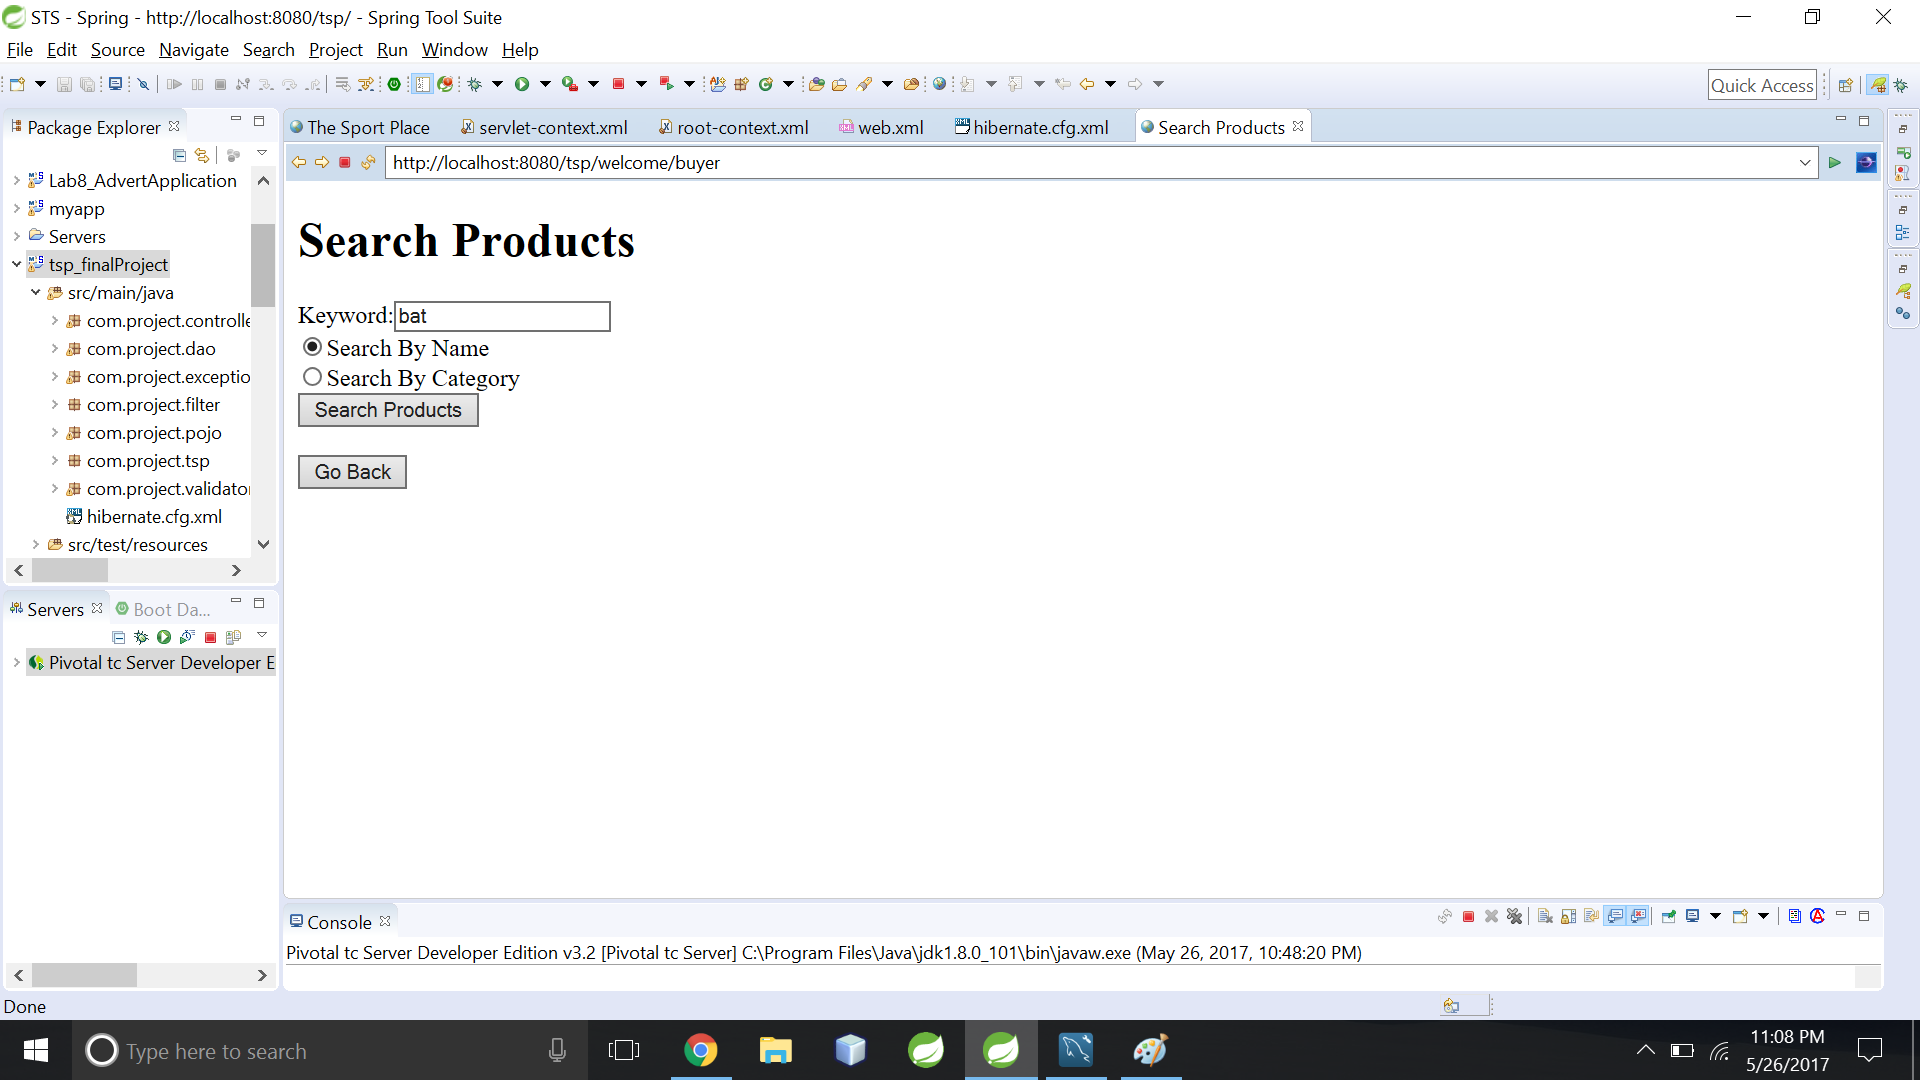 STS - Spring - http://localhost:8080/tsp/ - Spring Tool Suite
File Edit Source Navigate Search Project Run Window Help
Quick Access
Package Explorer
Lab8_AdvertApplication
myapp
Servers
tsp_finalProject
src/main/java
com.project.controlle
com.project.dao
com.project.exceptio
com.project.filter
com.project.pojo
com.project.tsp
com.project.validator
hibernate.cfg.xml
src/test/resources
Servers Boot Da...
Pivotal tc Server Developer E
The Sport Place servlet-context.xml root-context.xml web.xml hibernate.cfg.xml Search Products
http://localhost:8080/tsp/welcome/buyer
Search Products
Keyword: bat
Search By Name
Search By Category
Search Products
Go Back
Console
Pivotal tc Server Developer Edition v3.2 [Pivotal tc Server] C:\Program Files\Java\jdk1.8.0_101\bin\javaw.exe (May 26, 2017, 10:48:20 PM)
Done
Type here to search
11:08 PM
5/26/2017